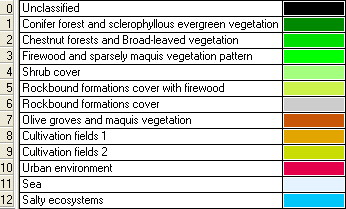 0 Unclassified
1 Conifer forest and sclerophyllous evergreen vegetation
2 Chestnut forests and Broad-leaved vegetation
3 Firewood and sparsely maquis vegetation pattern
4 Shrub cover
5 Rockbound formations cover with firewood
6 Rockbound formations cover
7 Olive groves and maquis vegetation
8 Cultivation fields 1
9 Cultivation fields 2
10 Urban environment
11 Sea
12 Salty ecosystems